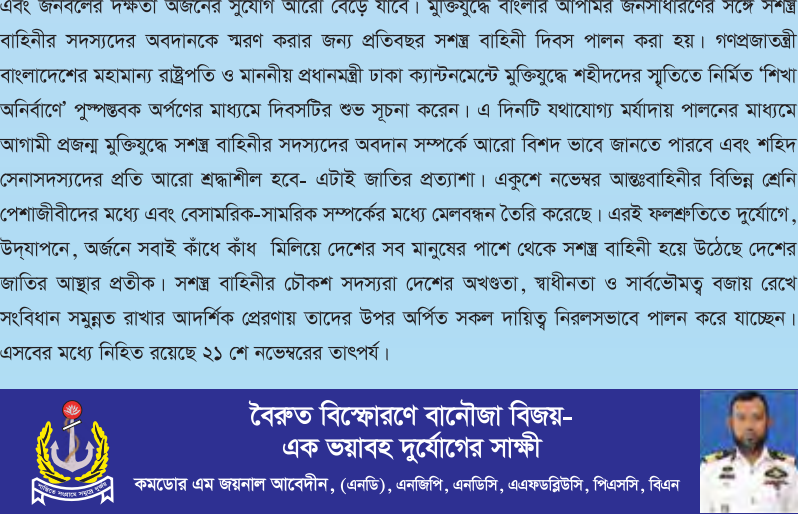 এবং জনবলের দক্ষতা অর্জনের সুযোগ আরো বেড়ে যাবে। মুক্তিযুদ্ধে বাংলার আপামর জনসাধারণের সঙ্গে সশস্ত্র
বাহিনীর সদস্যদের অবদানকে স্মরণ করার জন্য প্রতিবছর সশস্ত্র বাহিনী দিবস পালন করা হয়। গণপ্রজাতন্ত্রী
বাংলাদেশের মহামান্য রাষ্ট্রপতি ও মাননীয় প্রধানমন্ত্রী ঢাকা ক্যান্টনমেন্টে মুক্তিযুদ্ধে শহীদদের স্মৃতিতে নির্মিত ‘শিখা
অনির্বাণে’ পুস্পস্তবক অর্পণের মাধ্যমে দিবসটির শুভ সূচনা করেন। এ দিনটি যথাযোগ্য মর্যাদায় পালনের মাধ্যমে
আগামী প্রজন্ম মুক্তিযুদ্ধে সশস্ত্র বাহিনীর সদস্যদের অবদান সম্পর্কে আরো বিশদ ভাবে জানতে পারবে এবং শহিদ
সেনাসদস্যদের প্রতি আরো শ্রদ্ধাশীল হবে- এটাই জাতির প্রত্যাশা। একুশে নভেম্বর আন্তঃবাহিনীর বিভিন্ন শ্রেনি
পেশাজীবীদের মধ্যে এবং বেসামরিক-সামরিক সম্পর্কের মধ্যে মেলবন্ধন তৈরি করেছে। এরই ফলশ্রুতিতে দুর্যোগে,
উদ্‌যাপনে, অর্জনে সবাই কাঁধে কাঁধ মিলিয়ে দেশের সব মানুষের পাশে থেকে সশস্ত্র বাহিনী হয়ে উঠেছে দেশের
জাতির আস্থার প্রতীক। সশস্ত্র বাহিনীর চৌকশ সদস্যরা দেশের অখণ্ডতা, স্বাধীনতা ও সার্বভৌমত্ব বজায় রেখে
সংবিধান সমুন্নত রাখার আদর্শিক প্রেরণায় তাদের উপর অর্পিত সকল দায়িত্ব নিরলসভাবে পালন করে যাচ্ছেন।
এসবের মধ্যে নিহিত রয়েছে ২১ শে নভেম্বরের তাৎপর্য।
বৈরুত বিস্ফোরণে বানৌজা বিজয়-
এক ভয়াবহ দুর্যোগের সাক্ষী
কমডোর এম জয়নাল আবেদীন, (এনডি), এনজিপি, এনডিসি, এএফডব্লিউসি, পিএসসি, বিএন
শান্তিতে সংগ্রামে সমুদ্রে দুর্জয়